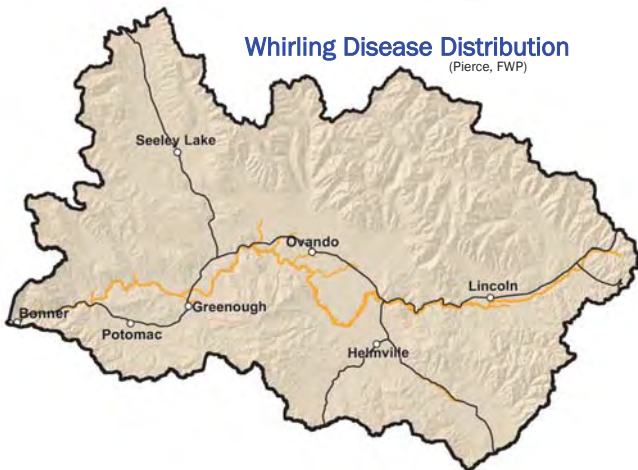 Whirling Disease Distribution
(Pierce, FWP)
Seeley Lake
Ovando
Lincoln
Bonner
Greenough
Potomac
Helmville